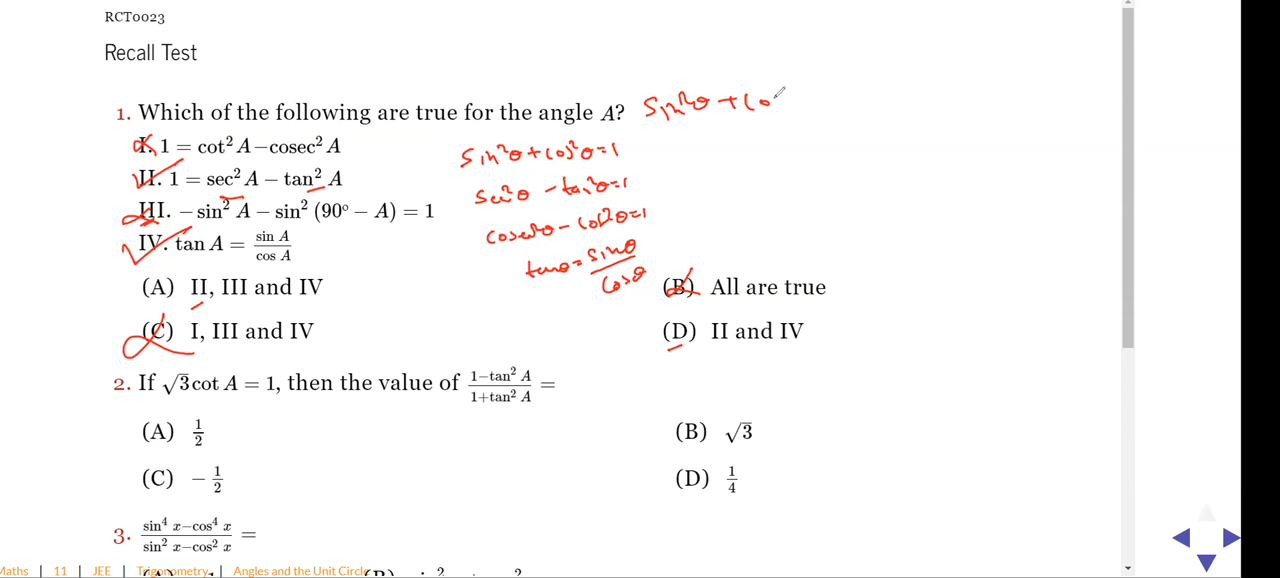 RCT0023
Recall Test
1. Which of the following are true for the angle A? sin²θ + co
I. 1 = cot² A – cosec² A
sin²θ + cos²θ = 1
II. 1 = sec² A – tan² A
sec²θ - tan²θ = 1
III. – sin² A – sin² (90° – A) = 1
cosec²θ - cot²θ = 1
IV. tan A = sin A / cos A
tanθ = sinθ / cosθ
(A) II, III and IV
(B) All are true
(C) I, III and IV
(D) II and IV
2. If √3 cot A = 1, then the value of (1–tan² A)/(1+tan² A) =
(A) 1/2
(B) √3
(C) – 1/2
(D) 1/4
3. (sin⁴ x–cos⁴ x)/(sin² x–cos² x) =
Maths | 11 | JEE | Trigonometry | Angles and the Unit Circle